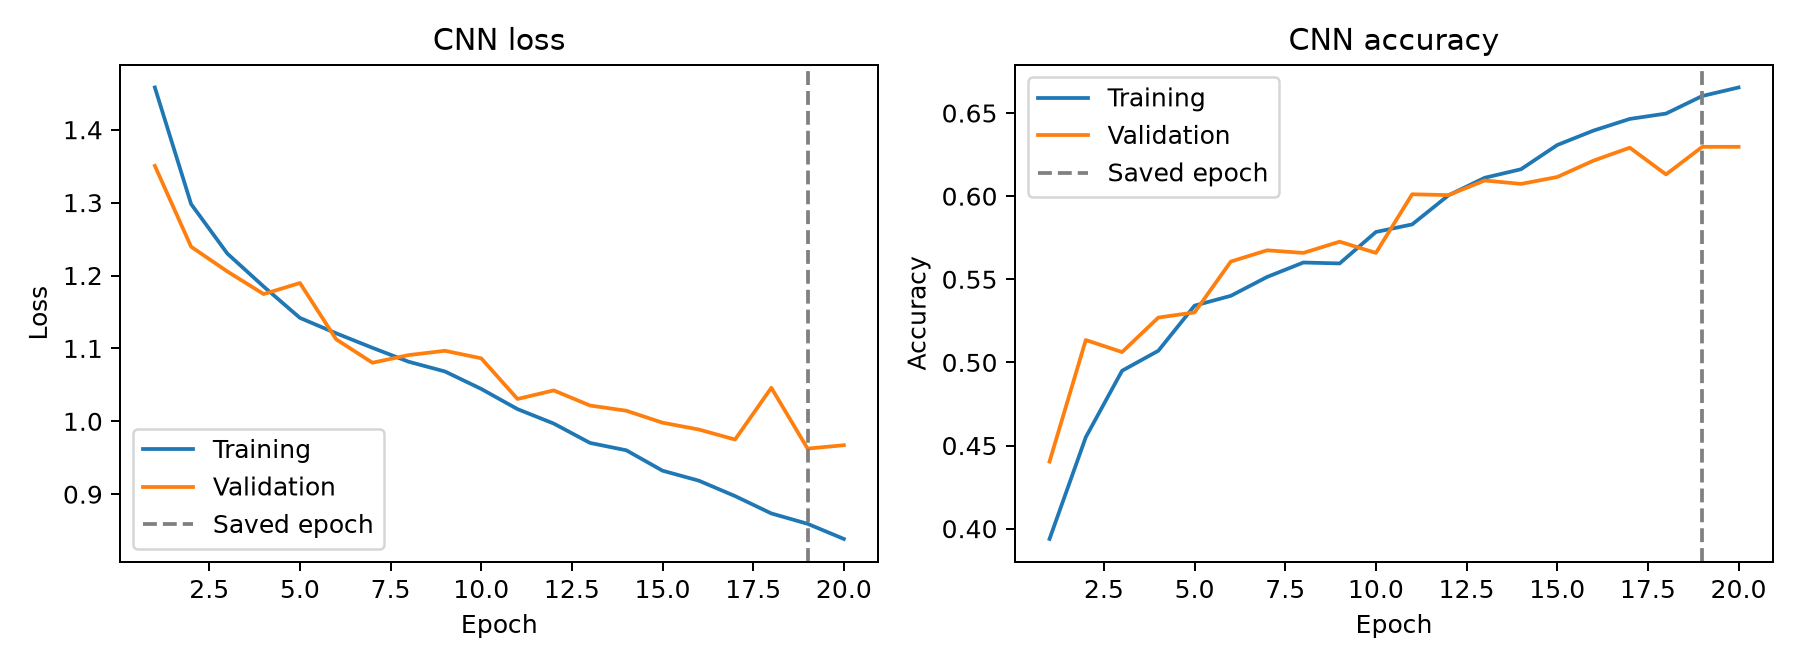 CNN loss
1.4
1.3
1.2
1.1
1.0
0.9
Loss
Training
Validation
Saved epoch
2.5 5.0 7.5 10.0 12.5 15.0 17.5 20.0
Epoch
CNN accuracy
0.65
0.60
0.55
0.50
0.45
0.40
Accuracy
Training
Validation
Saved epoch
2.5 5.0 7.5 10.0 12.5 15.0 17.5 20.0
Epoch